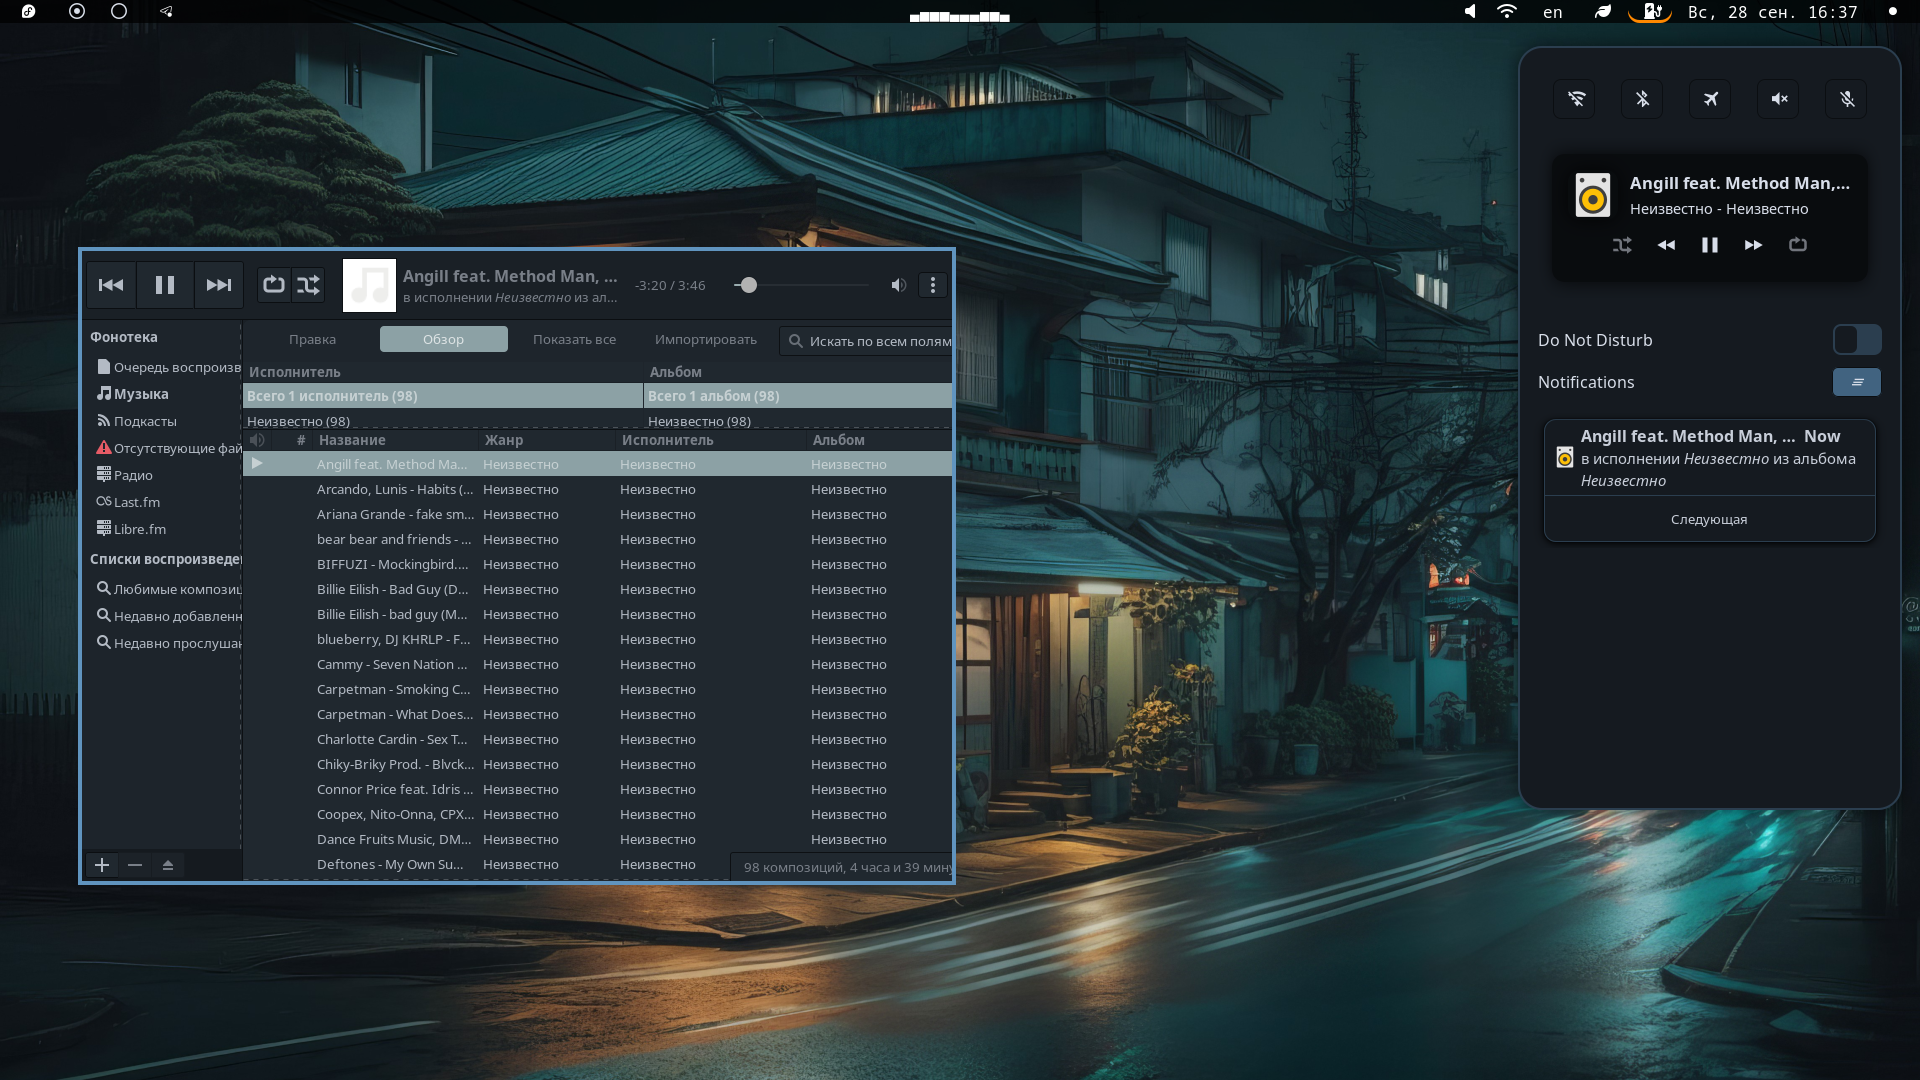 en
Вс, 28 сен. 16:37
Angill feat. Method Man, ...
в исполнении Неизвестно из ал...
-3:20 / 3:46
Фонотека
Очередь воспроизв
Музыка
Подкасты
Отсутствующие фай
Радио
Last.fm
Libre.fm
Списки воспроизведе
Любимые композиц
Недавно добавленн
Недавно прослушан
Правка
Обзор
Показать все
Импортировать
Искать по всем полям
Исполнитель Альбом
Всего 1 исполнитель (98) Всего 1 альбом (98)
Неизвестно (98) Неизвестно (98)
# Название Жанр Исполнитель Альбом
Angill feat. Method Ma... Неизвестно Неизвестно Неизвестно
Arcando, Lunis - Habits (... Неизвестно Неизвестно Неизвестно
Ariana Grande - fake sm... Неизвестно Неизвестно Неизвестно
bear bear and friends - ... Неизвестно Неизвестно Неизвестно
BIFFUZI - Mockingbird.... Неизвестно Неизвестно Неизвестно
Billie Eilish - Bad Guy (D... Неизвестно Неизвестно Неизвестно
Billie Eilish - bad guy (M... Неизвестно Неизвестно Неизвестно
blueberry, DJ KHRLP - F... Неизвестно Неизвестно Неизвестно
Cammy - Seven Nation ... Неизвестно Неизвестно Неизвестно
Carpetman - Smoking C... Неизвестно Неизвестно Неизвестно
Carpetman - What Does... Неизвестно Неизвестно Неизвестно
Charlotte Cardin - Sex T... Неизвестно Неизвестно Неизвестно
Chiky-Briky Prod. - Blvck... Неизвестно Неизвестно Неизвестно
Connor Price feat. Idris ... Неизвестно Неизвестно Неизвестно
Coopex, Nito-Onna, CPX... Неизвестно Неизвестно Неизвестно
Dance Fruits Music, DM... Неизвестно Неизвестно Неизвестно
Deftones - My Own Su... Неизвестно Неизвестно
98 композиций, 4 часа и 39 мину
Angill feat. Method Man,...
Неизвестно - Неизвестно
Do Not Disturb
Notifications
Angill feat. Method Man, ... Now
в исполнении Неизвестно из альбома
Неизвестно
Следующая